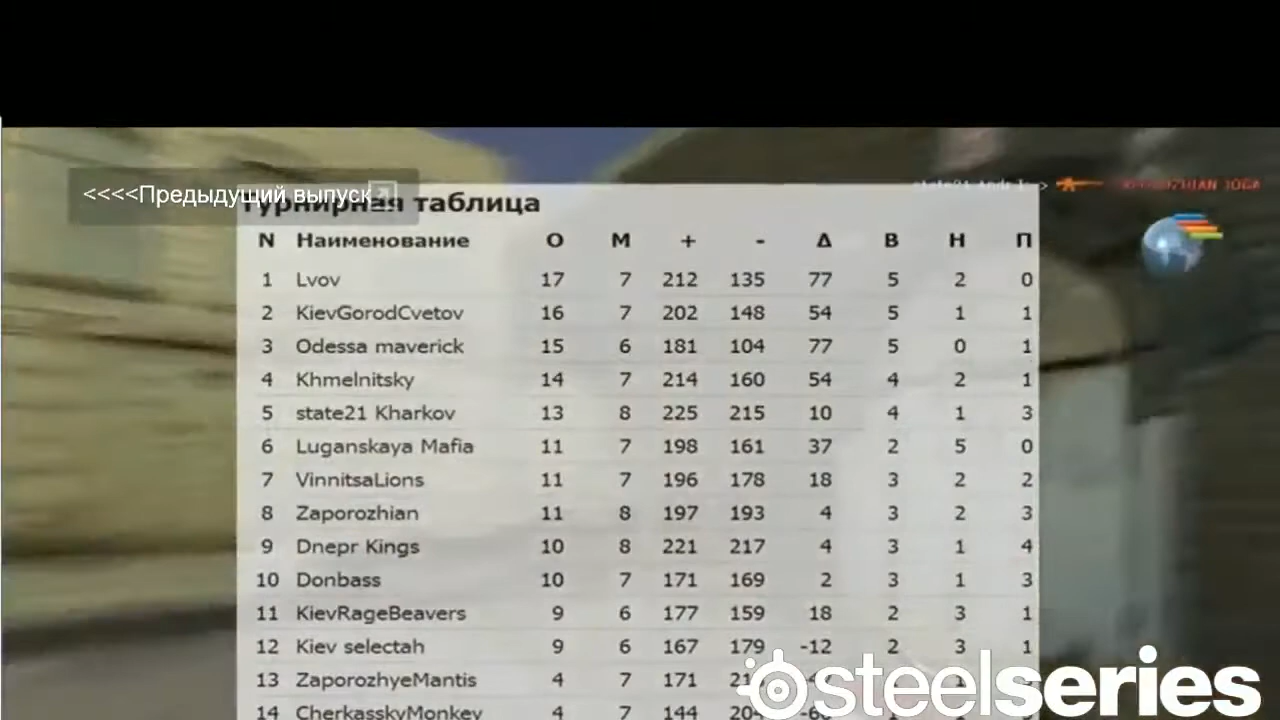 <<<<Предыдущий выпуск
Турнирная таблица
N Наименование О М + - Δ В Н П
1 Lvov 17 7 212 135 77 5 2 0
2 KievGorodCvetov 16 7 202 148 54 5 1 1
3 Odessa maverick 15 6 181 104 77 5 0 1
4 Khmelnitsky 14 7 214 160 54 4 2 1
5 state21 Kharkov 13 8 225 215 10 4 1 3
6 Luganskaya Mafia 11 7 198 161 37 2 5 0
7 VinnitsaLions 11 7 196 178 18 3 2 2
8 Zaporozhian 11 8 197 193 4 3 2 3
9 Dnepr Kings 10 8 221 217 4 3 1 4
10 Donbass 10 7 171 169 2 3 1 3
11 KievRageBeavers 9 6 177 159 18 2 3 1
12 Kiev selectah 9 6 167 179 -12 2 3 1
13 ZaporozhyeMantis 4 7 171
14 CherkasskyMonkey 4 7 144
steelseries